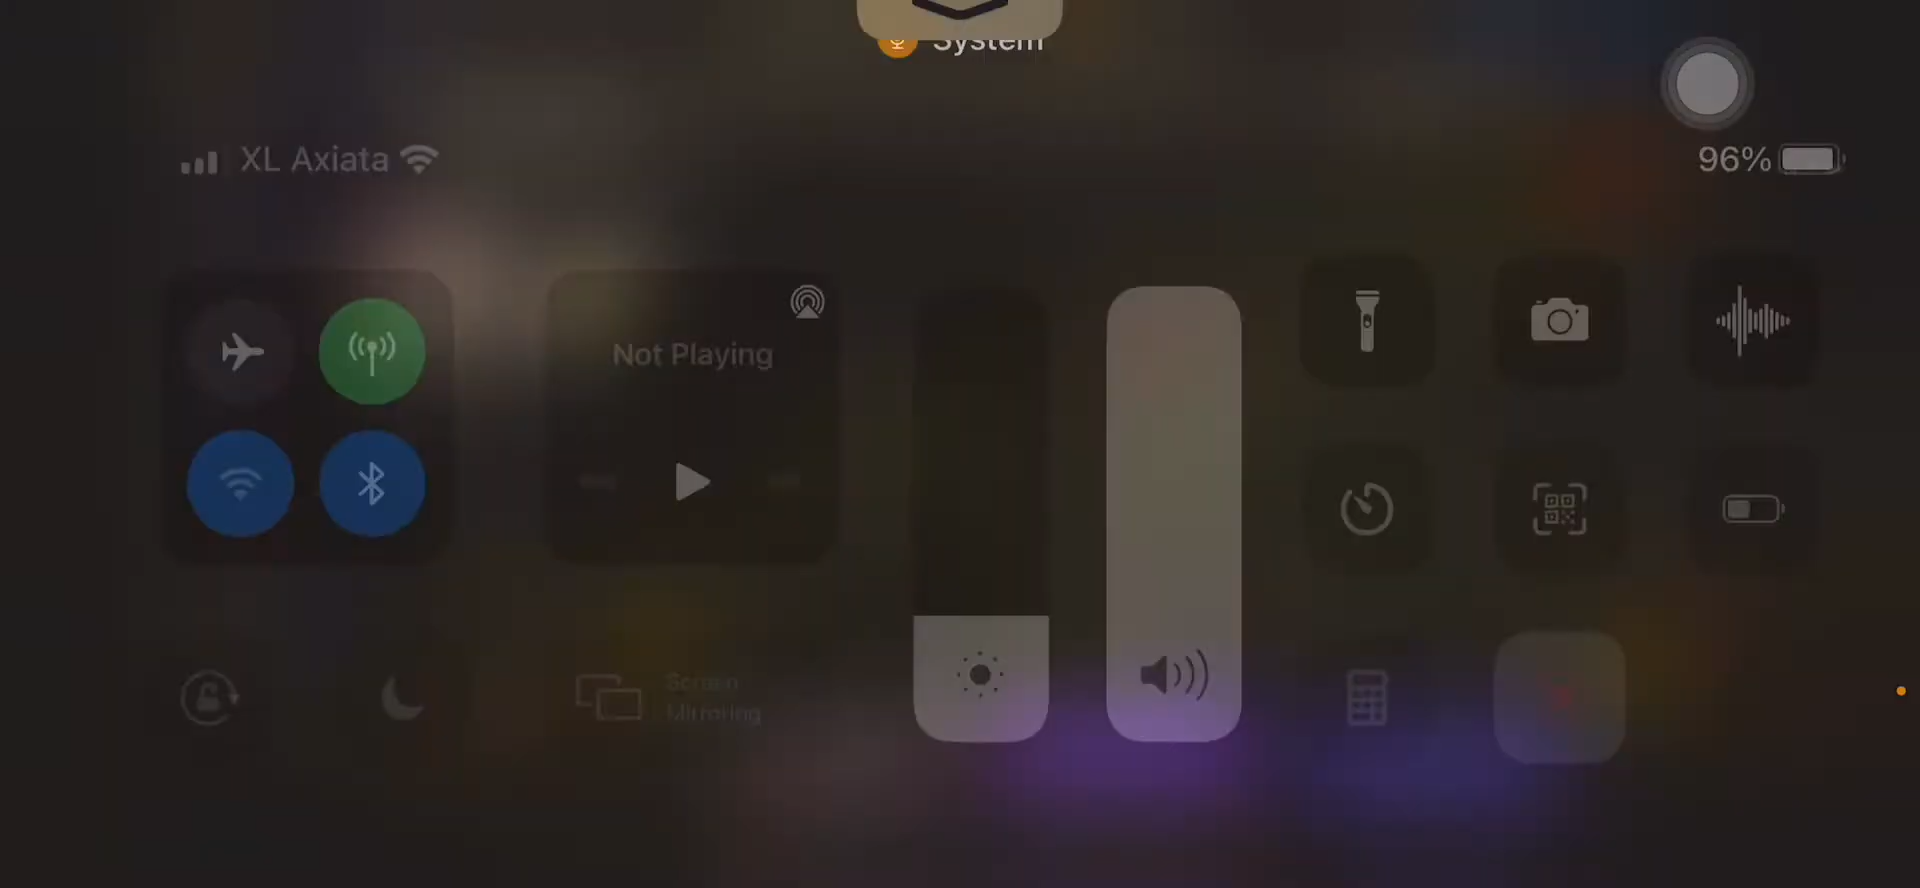 System
XL Axiata
96%
Not Playing
Screen
Mirroring